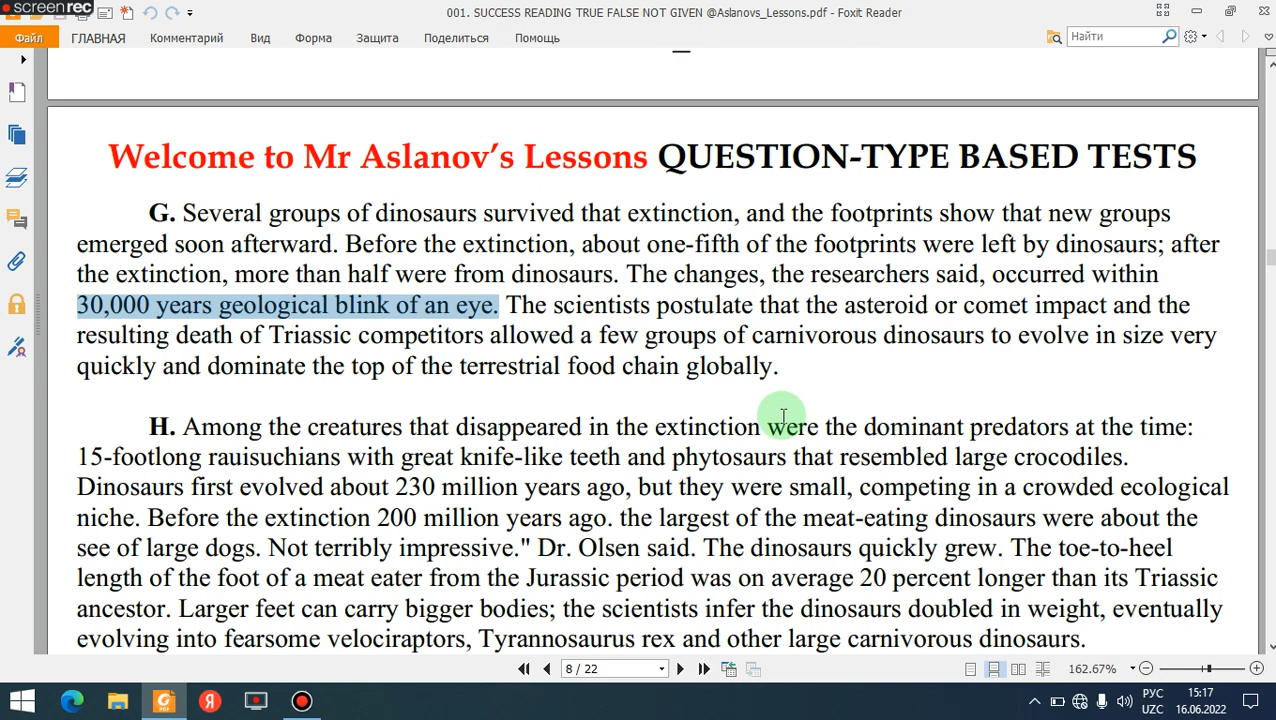 screenrec
001. SUCCESS READING TRUE FALSE NOT GIVEN @Aslanovs_Lessons.pdf - Foxit Reader
Файл ГЛАВНАЯ Комментарий Вид Форма Защита Поделиться Помощь Найти
Welcome to Mr Aslanov’s Lessons QUESTION-TYPE BASED TESTS
G. Several groups of dinosaurs survived that extinction, and the footprints show that new groups
emerged soon afterward. Before the extinction, about one-fifth of the footprints were left by dinosaurs; after
the extinction, more than half were from dinosaurs. The changes, the researchers said, occurred within
30,000 years geological blink of an eye. The scientists postulate that the asteroid or comet impact and the
resulting death of Triassic competitors allowed a few groups of carnivorous dinosaurs to evolve in size very
quickly and dominate the top of the terrestrial food chain globally.
H. Among the creatures that disappeared in the extinction were the dominant predators at the time:
15-footlong rauisuchians with great knife-like teeth and phytosaurs that resembled large crocodiles.
Dinosaurs first evolved about 230 million years ago, but they were small, competing in a crowded ecological
niche. Before the extinction 200 million years ago. the largest of the meat-eating dinosaurs were about the
see of large dogs. Not terribly impressive." Dr. Olsen said. The dinosaurs quickly grew. The toe-to-heel
length of the foot of a meat eater from the Jurassic period was on average 20 percent longer than its Triassic
ancestor. Larger feet can carry bigger bodies; the scientists infer the dinosaurs doubled in weight, eventually
evolving into fearsome velociraptors, Tyrannosaurus rex and other large carnivorous dinosaurs.
8 / 22 162.67%
РУС 15:17
UZC 16.06.2022